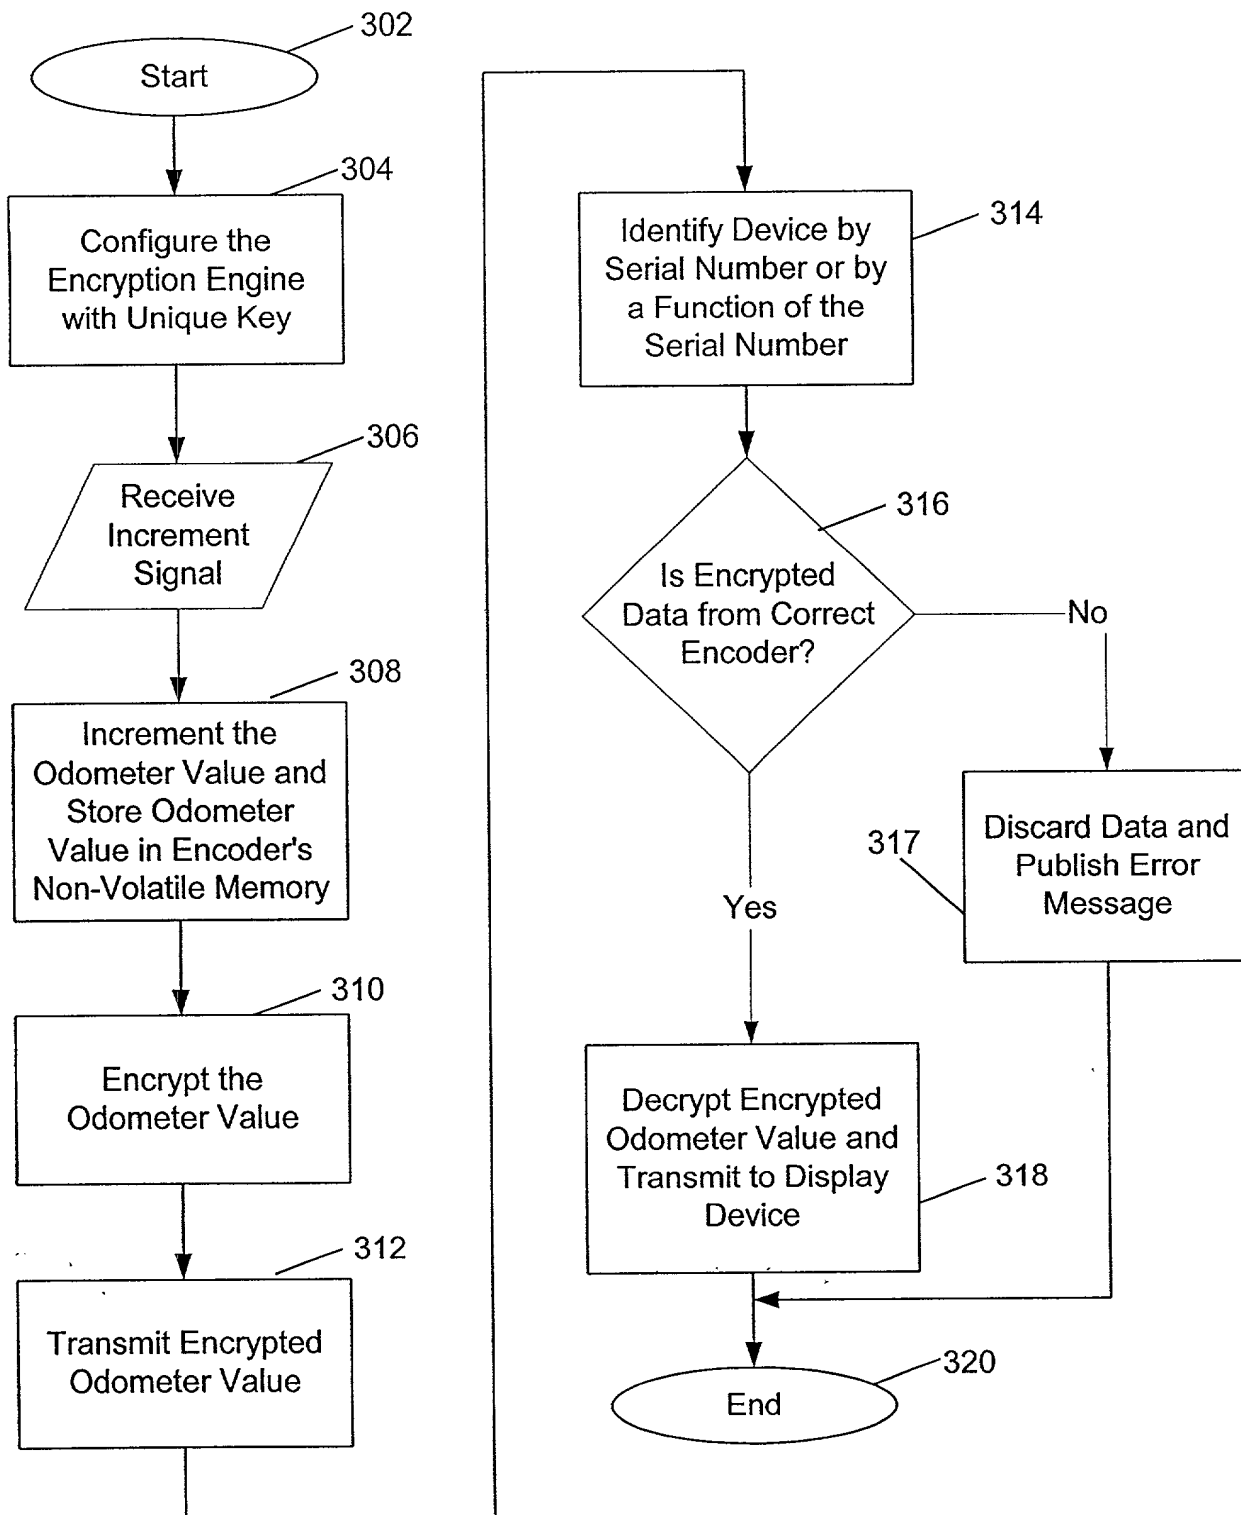 302
Start
304
Configure the
Encryption Engine
with Unique Key
306
Receive
Increment
Signal
308
Increment the
Odometer Value and
Store Odometer
Value in Encoder's
Non-Volatile Memory
310
Encrypt the
Odometer Value
312
Transmit Encrypted
Odometer Value
314
Identify Device by
Serial Number or by
a Function of the
Serial Number
316
Is Encrypted
Data from Correct
Encoder?
No
317
Discard Data and
Publish Error
Message
Yes
Decrypt Encrypted
Odometer Value and
Transmit to Display
Device
318
320
End